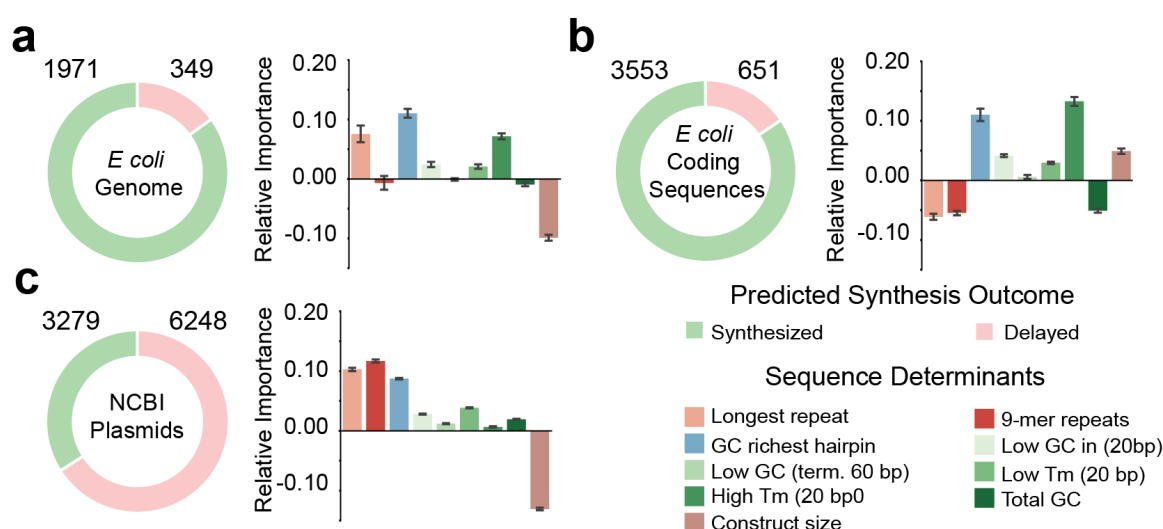 a
1971 349
E coli
Genome
Relative Importance
0.20
0.10
0.00
-0.10
b
3553 651
E coli
Coding
Sequences
Relative Importance
0.20
0.10
0.00
-0.10
c
3279 6248
NCBI
Plasmids
Relative Importance
0.20
0.10
0.00
-0.10
Predicted Synthesis Outcome
Synthesized Delayed
Sequence Determinants
Longest repeat
GC richest hairpin
Low GC (term. 60 bp)
High Tm (20 bp0
Construct size
9-mer repeats
Low GC in (20bp)
Low Tm (20 bp)
Total GC